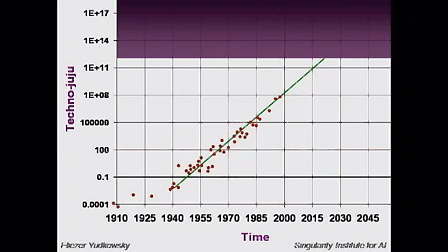 1E+17
1E+14
1E+11
1E+08
100000
100
0.1
0.0001
Techno-juju
1910 1925 1940 1955 1970 1985 2000 2015 2030 2045
Time
Eliezer Yudkowsky
Singularity Institute for AI